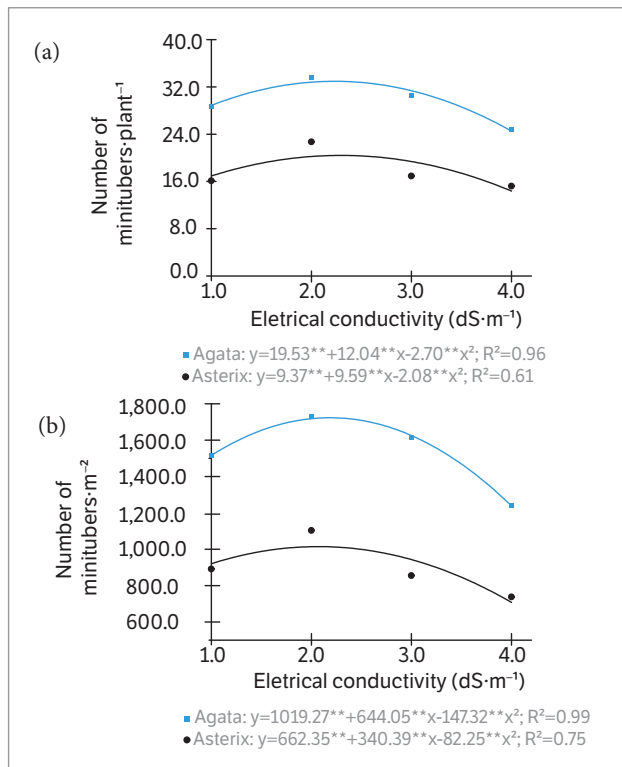 (a)
Number of
minitubers·plant⁻¹
40.0
32.0
24.0
16.0
8.0
0.0
1.0 2.0 3.0 4.0
Eletrical conductivity (dS·m⁻¹)
Agata: y=19.53**+12.04**x-2.70**x²; R²=0.96
Asterix: y=9.37**+9.59**x-2.08**x²; R²=0.61
(b)
Number of
minitubers·m⁻²
1,800.0
1,600.0
1,400.0
1,200.0
1,000.0
800.0
600.0
1.0 2.0 3.0 4.0
Eletrical conductivity (dS·m⁻¹)
Agata: y=1019.27**+644.05**x-147.32**x²; R²=0.99
Asterix: y=662.35**+340.39**x-82.25**x²; R²=0.75